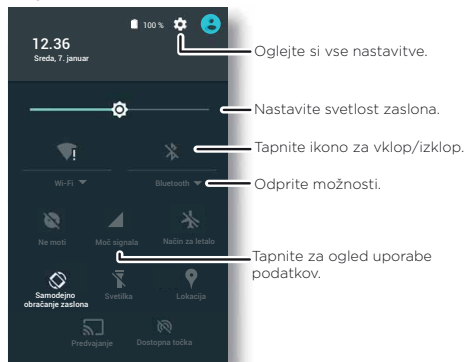 100 %
12.36
Sreda, 7. januar
Oglejte si vse nastavitve.
Nastavite svetlost zaslona.
Tapnite ikono za vklop/izklop.
Wi-Fi
Bluetooth
Odprite možnosti.
Ne moti
Moč signala
Način za letalo
Tapnite za ogled uporabe
podatkov.
Samodejno
obračanje zaslona
Svetilka
Lokacija
Predvajanje
Dostopna točka